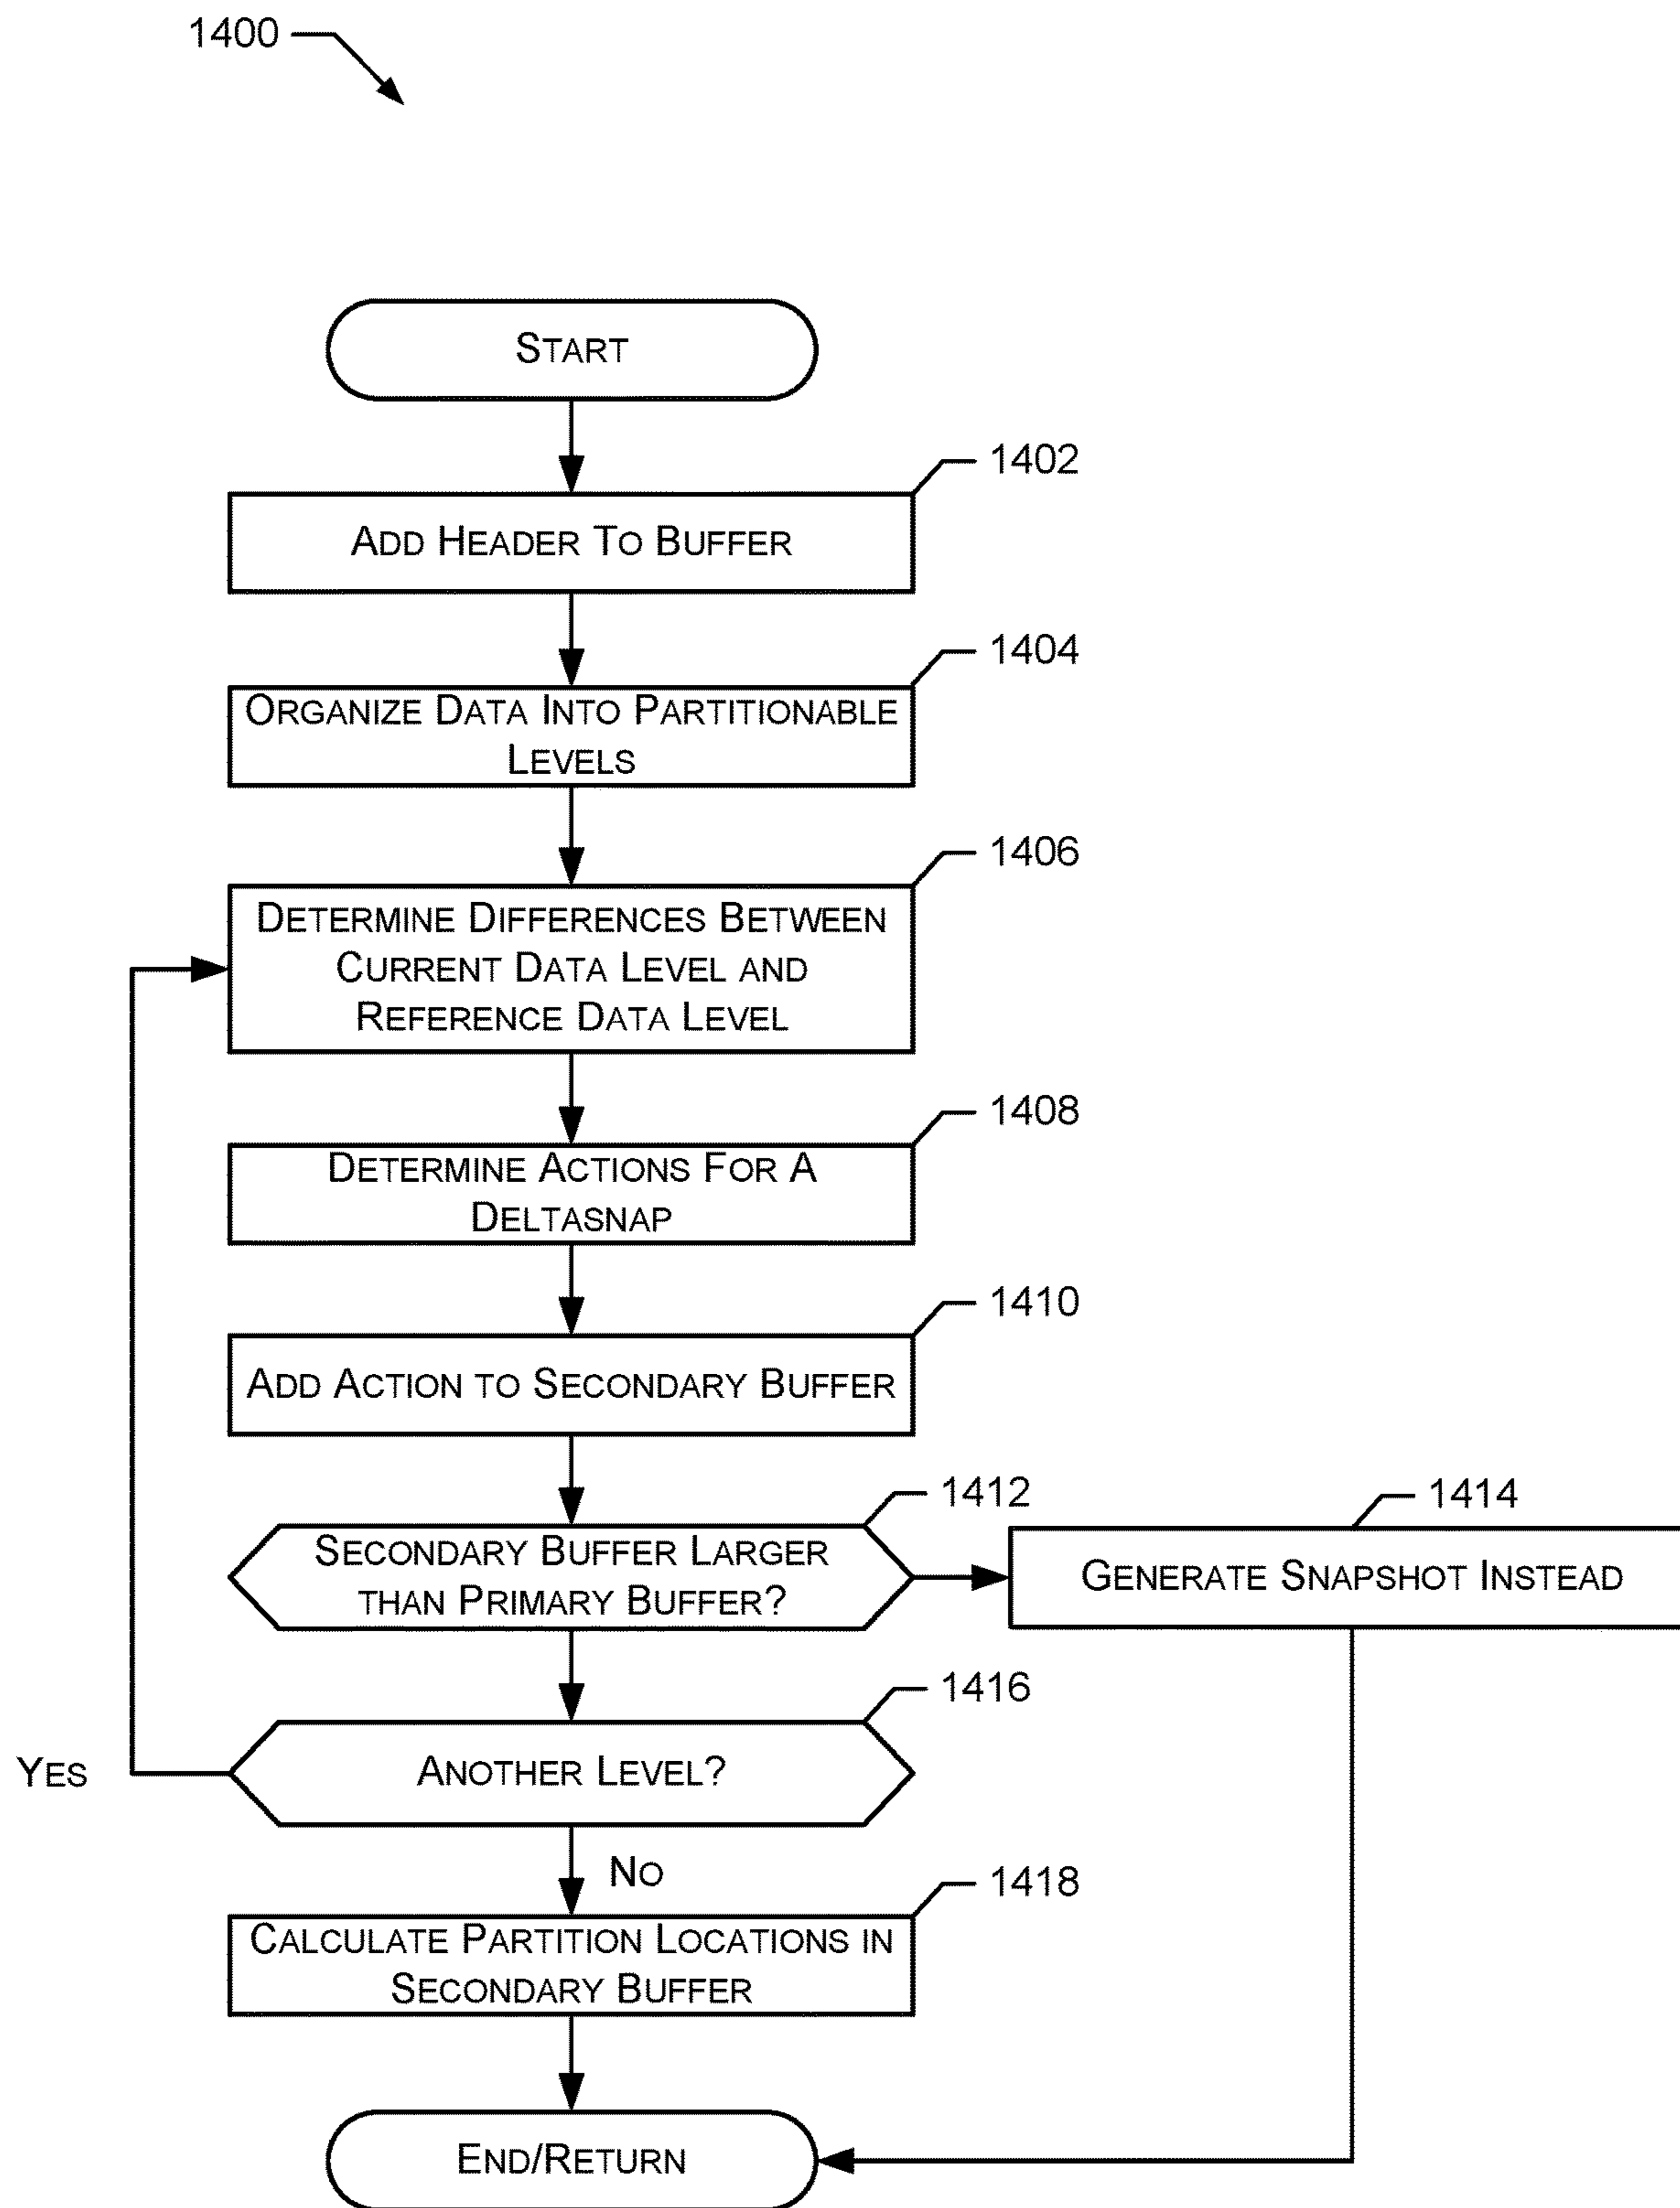 1400
START
1402
ADD HEADER TO BUFFER
1404
ORGANIZE DATA INTO PARTITIONABLE
LEVELS
1406
DETERMINE DIFFERENCES BETWEEN
CURRENT DATA LEVEL AND
REFERENCE DATA LEVEL
1408
DETERMINE ACTIONS FOR A
DELTASNAP
1410
ADD ACTION TO SECONDARY BUFFER
1412
SECONDARY BUFFER LARGER
THAN PRIMARY BUFFER?
1414
GENERATE SNAPSHOT INSTEAD
1416
ANOTHER LEVEL?
YES
NO
1418
CALCULATE PARTITION LOCATIONS IN
SECONDARY BUFFER
END/RETURN